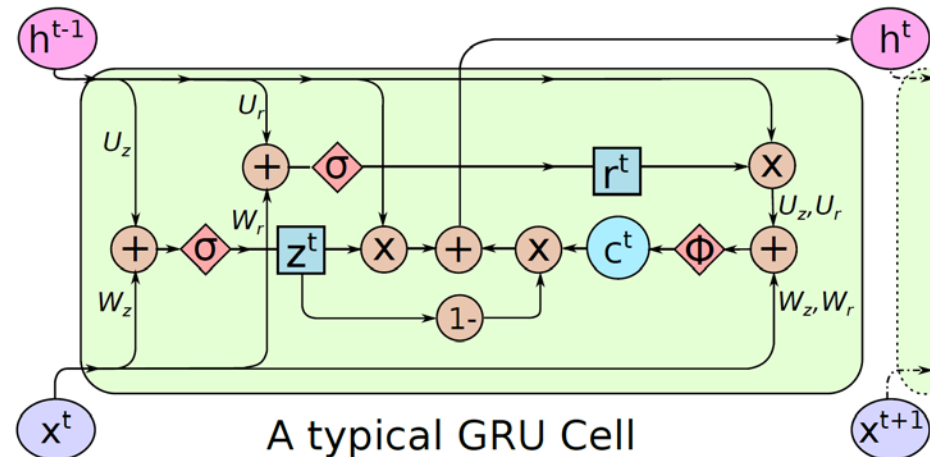 h^t-1 h^t
U_r
U_z
+ σ r^t x
W_r U_z,U_r
+ σ z^t x + x c^t Φ +
W_z 1- W_z,W_r
x^t A typical GRU Cell x^t+1